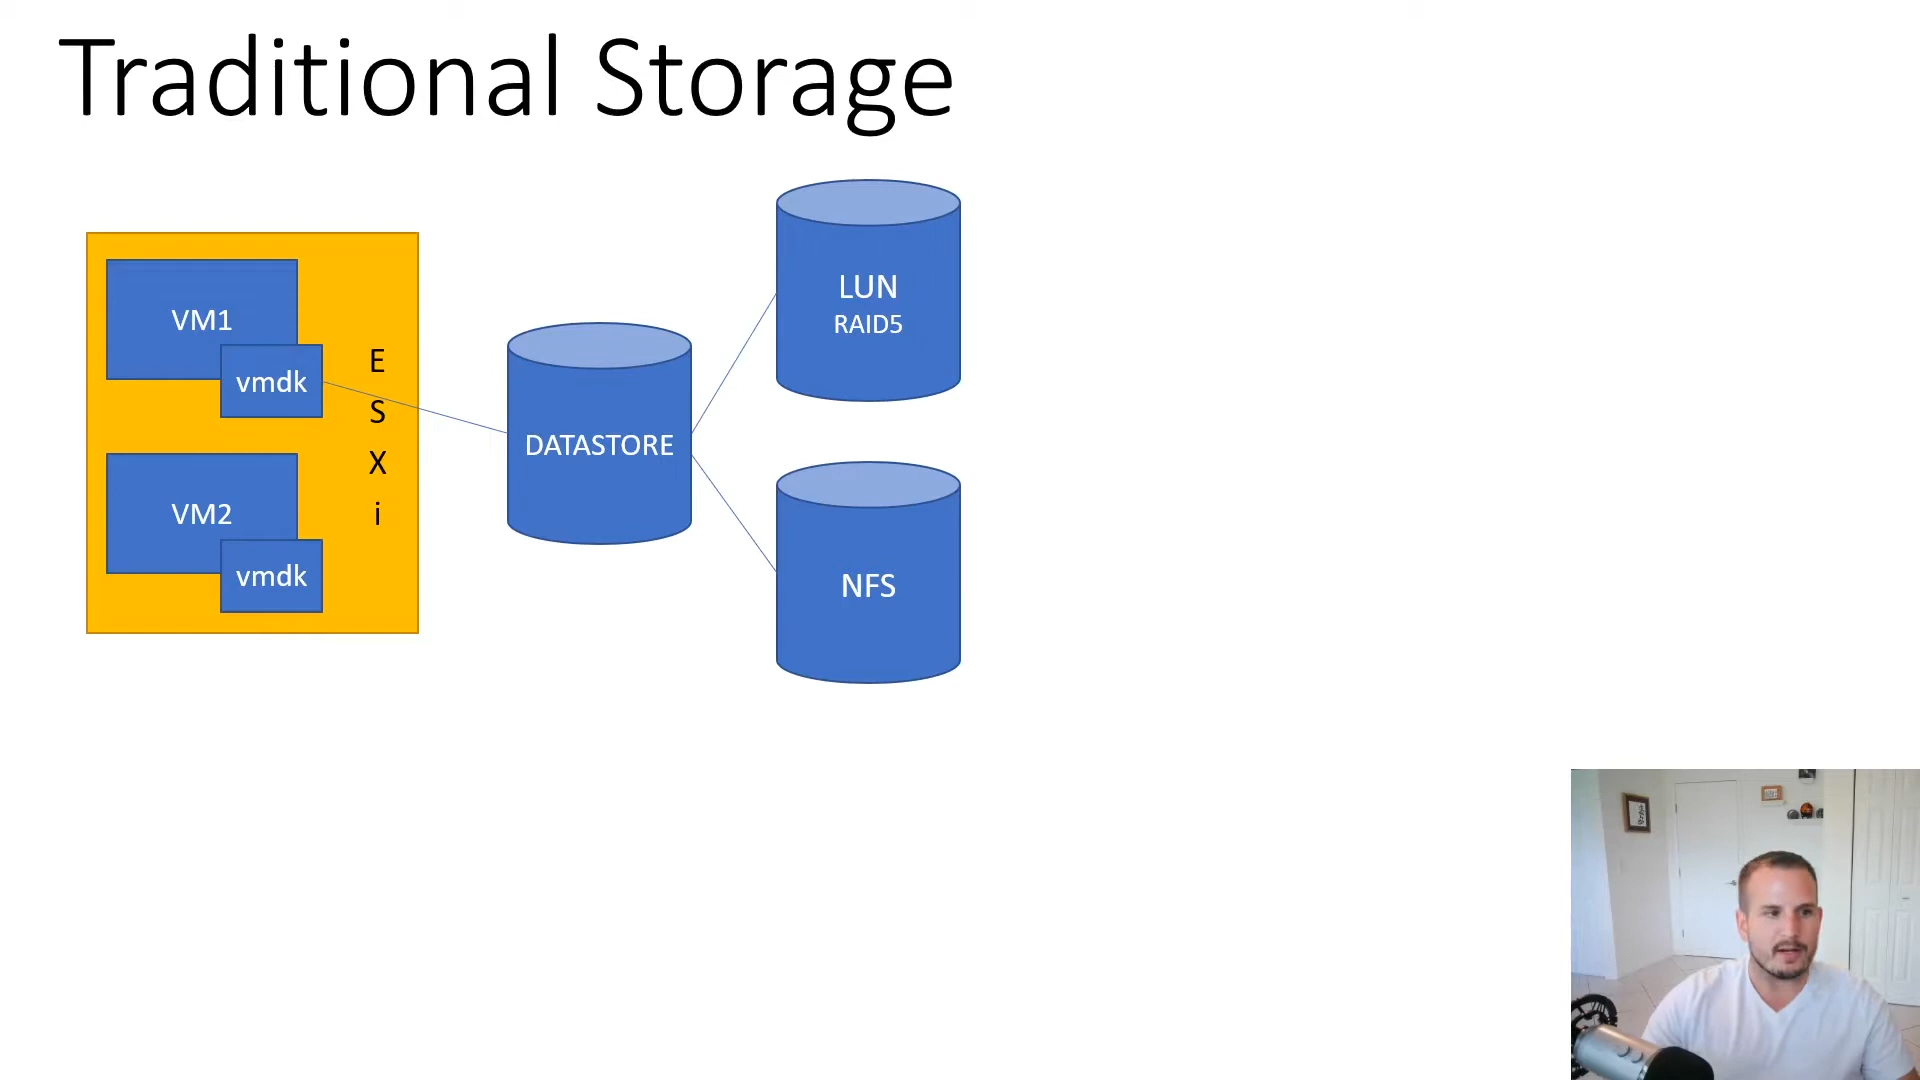 Traditional Storage
VM1
vmdk
VM2
vmdk
E
S
X
i
DATASTORE
LUN
RAID5
NFS